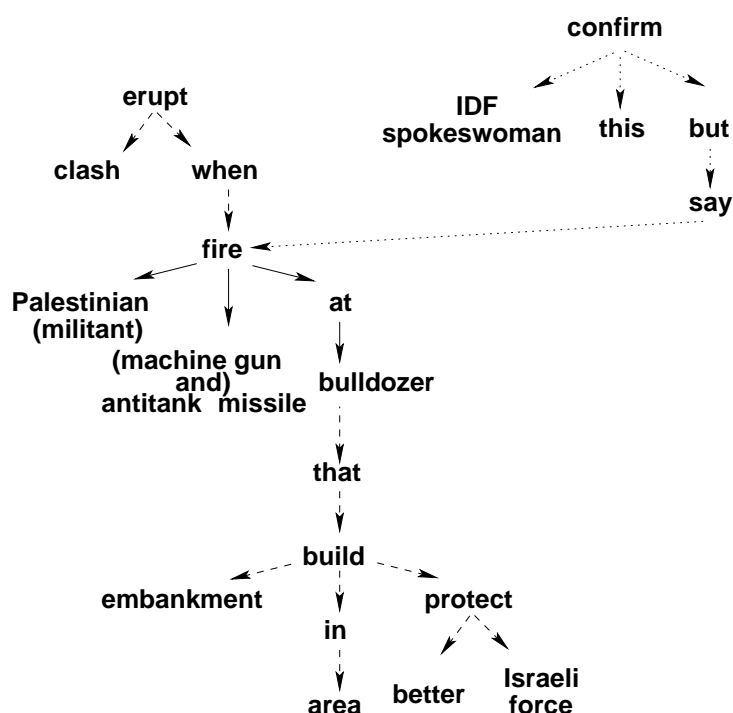 confirm
erupt
IDF
spokeswoman
this
but
clash
when
say
fire
Palestinian
(militant)
at
(machine gun
and)
antitank missile
bulldozer
that
build
embankment
protect
in
better
Israeli
force
area